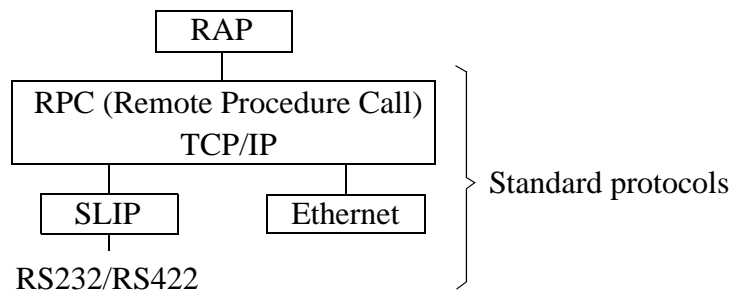 RAP
RPC (Remote Procedure Call)
TCP/IP
SLIP
Ethernet
Standard protocols
RS232/RS422